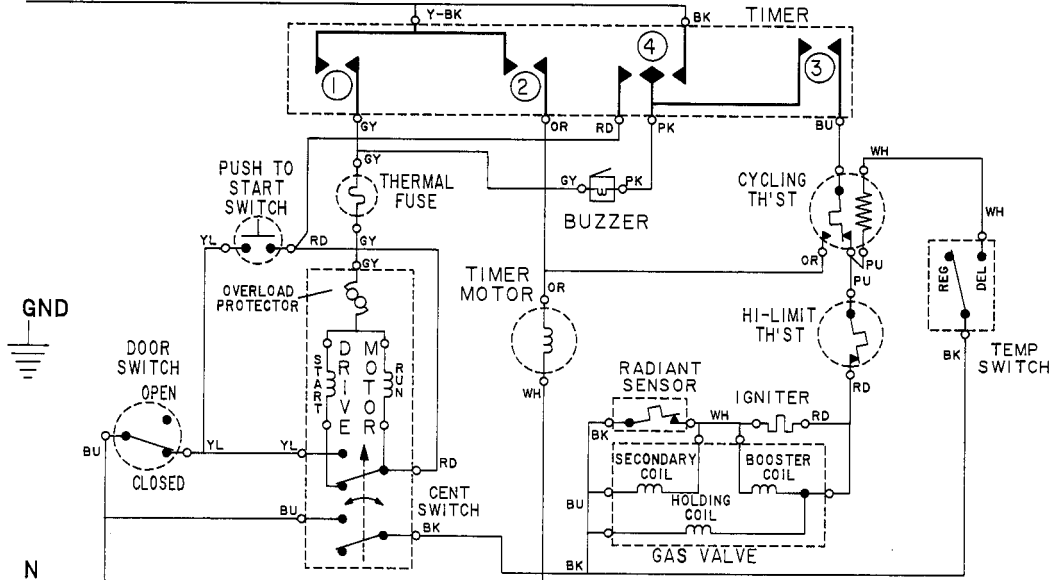 Y-BK
BK
TIMER
1
2
4
3
GY
OR
RD
PK
BU
GY
WH
PUSH TO
START
SWITCH
THERMAL
FUSE
GY
PK
BUZZER
CYCLING
TH'ST
WH
YL
RD
GY
GY
OR
PU
PU
OVERLOAD
PROTECTOR
TIMER
MOTOR
OR
HI-LIMIT
TH'ST
REG
DEL
GND
DOOR
SWITCH
OPEN
START
DRIVE
MOTOR
RUN
WH
RADIANT
SENSOR
IGNITER
RD
BK
TEMP
SWITCH
BU
YL
YL
RD
BK
WH
RD
CLOSED
SECONDARY
COIL
BOOSTER
COIL
CENT
SWITCH
BU
BU
HOLDING
COIL
BK
GAS VALVE
N
BK